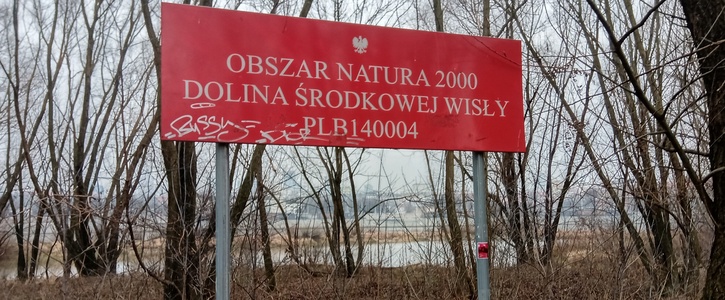 OBSZAR NATURA 2000
DOLINA ŚRODKOWEJ WISŁY
PLB140004